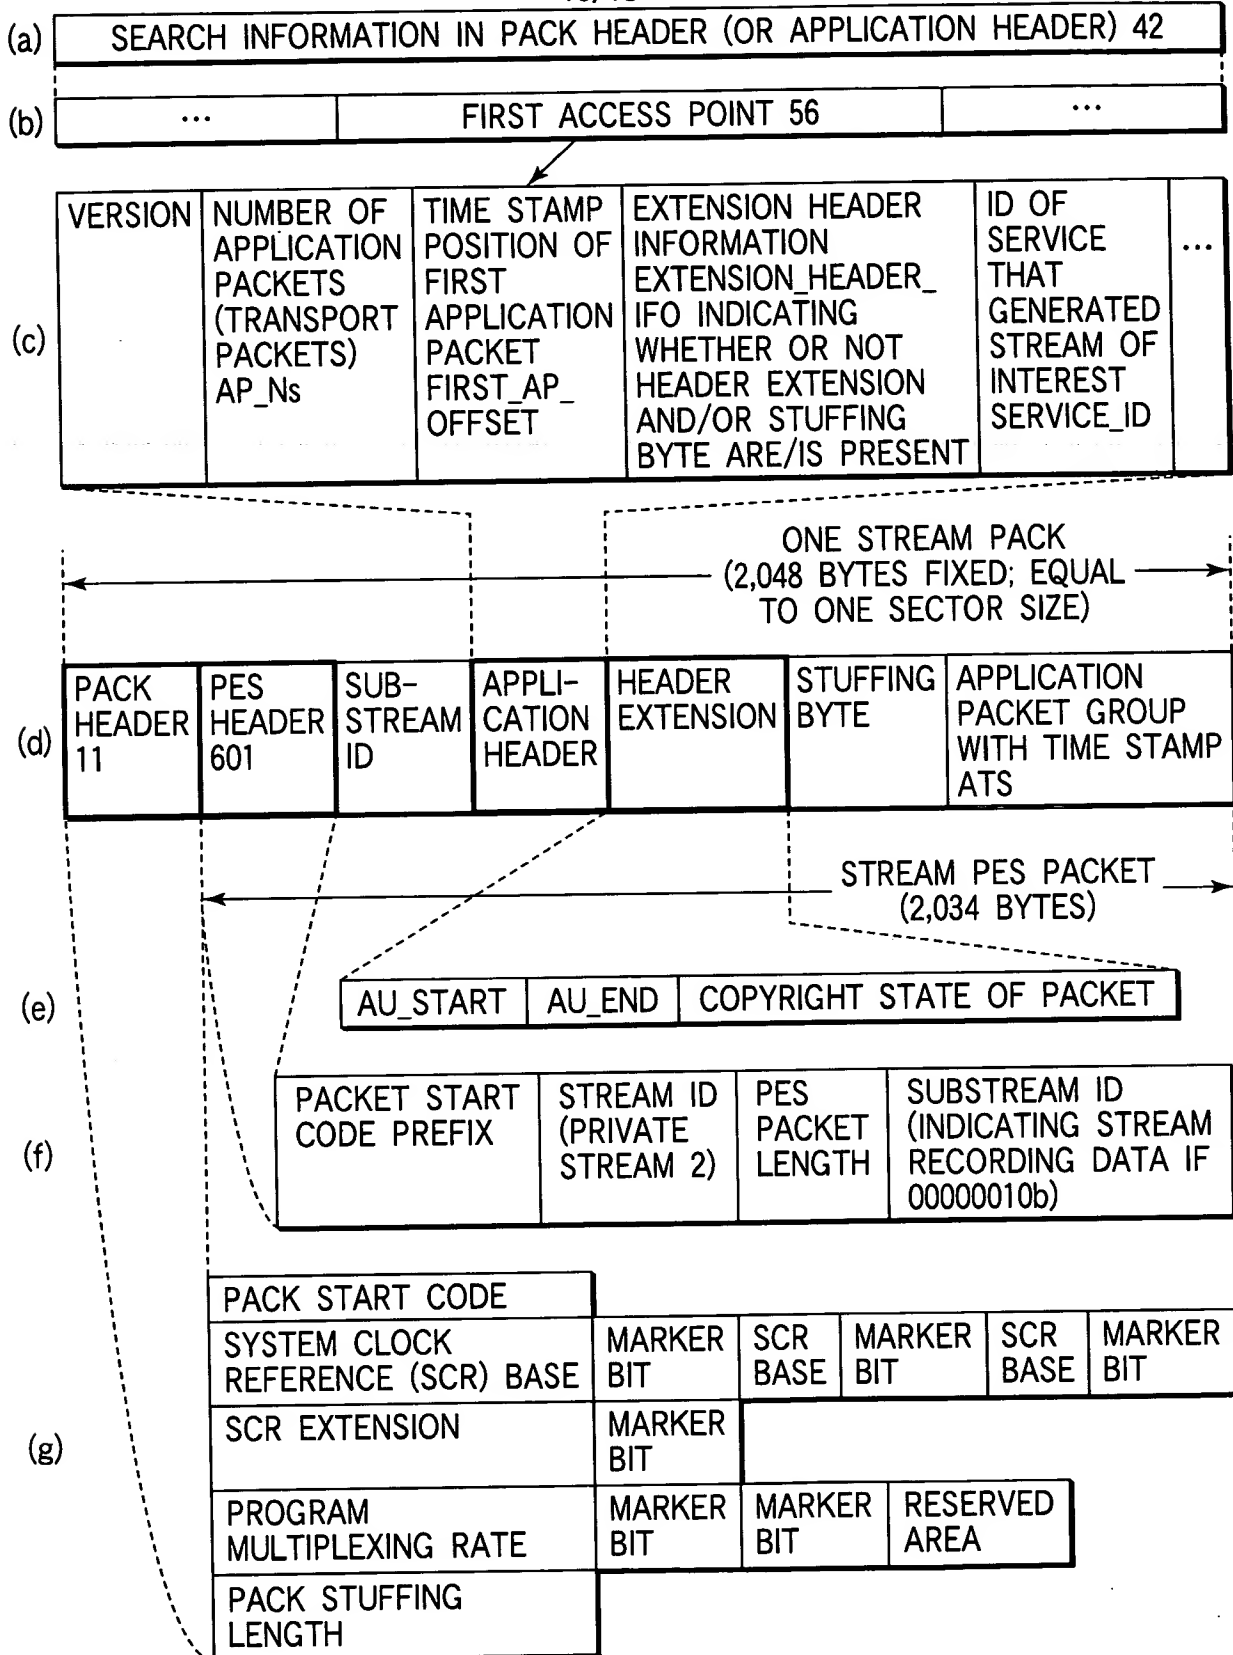 (a) SEARCH INFORMATION IN PACK HEADER (OR APPLICATION HEADER) 42
(b) ... FIRST ACCESS POINT 56 ...
(c)
VERSION
NUMBER OF
APPLICATION
PACKETS
(TRANSPORT
PACKETS)
AP_Ns
TIME STAMP
POSITION OF
FIRST
APPLICATION
PACKET
FIRST_AP_
OFFSET
EXTENSION HEADER
INFORMATION
EXTENSION_HEADER_
IFO INDICATING
WHETHER OR NOT
HEADER EXTENSION
AND/OR STUFFING
BYTE ARE/IS PRESENT
ID OF
SERVICE
THAT
GENERATED
STREAM OF
INTEREST
SERVICE_ID
...
ONE STREAM PACK
(2,048 BYTES FIXED; EQUAL
TO ONE SECTOR SIZE)
(d)
PACK
HEADER
11
PES
HEADER
601
SUB-
STREAM
ID
APPLI-
CATION
HEADER
HEADER
EXTENSION
STUFFING
BYTE
APPLICATION
PACKET GROUP
WITH TIME STAMP
ATS
STREAM PES PACKET
(2,034 BYTES)
(e)
AU_START
AU_END
COPYRIGHT STATE OF PACKET
(f)
PACKET START
CODE PREFIX
STREAM ID
(PRIVATE
STREAM 2)
PES
PACKET
LENGTH
SUBSTREAM ID
(INDICATING STREAM
RECORDING DATA IF
00000010b)
(g)
PACK START CODE
SYSTEM CLOCK
REFERENCE (SCR) BASE
MARKER
BIT
SCR
BASE
MARKER
BIT
SCR
BASE
MARKER
BIT
SCR EXTENSION
MARKER
BIT
PROGRAM
MULTIPLEXING RATE
MARKER
BIT
MARKER
BIT
RESERVED
AREA
PACK STUFFING
LENGTH